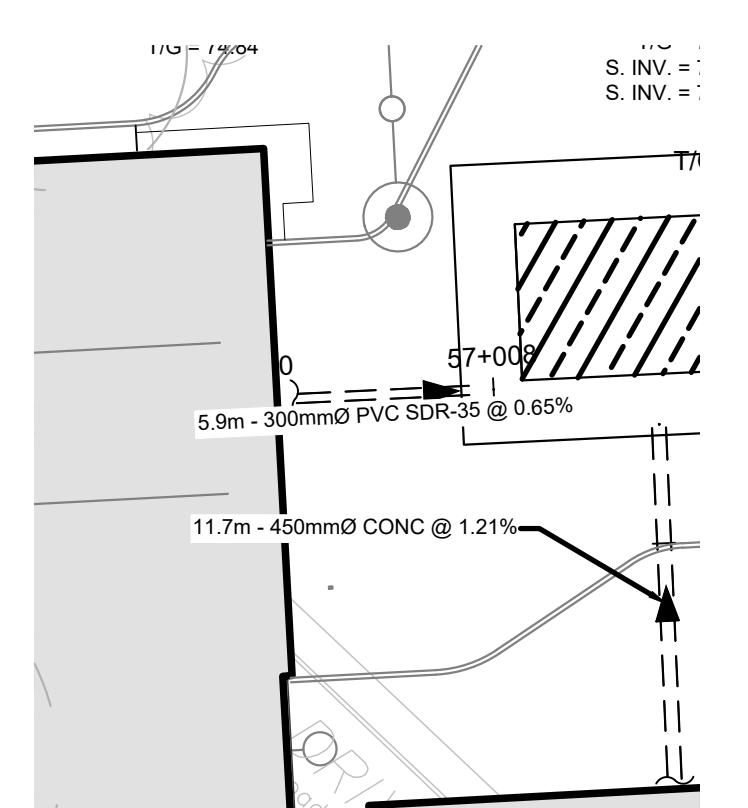 T/G = 74.64
S. INV. =
S. INV. =
0
57+008
5.9m - 300mmØ PVC SDR-35 @ 0.65%
11.7m - 450mmØ CONC @ 1.21%